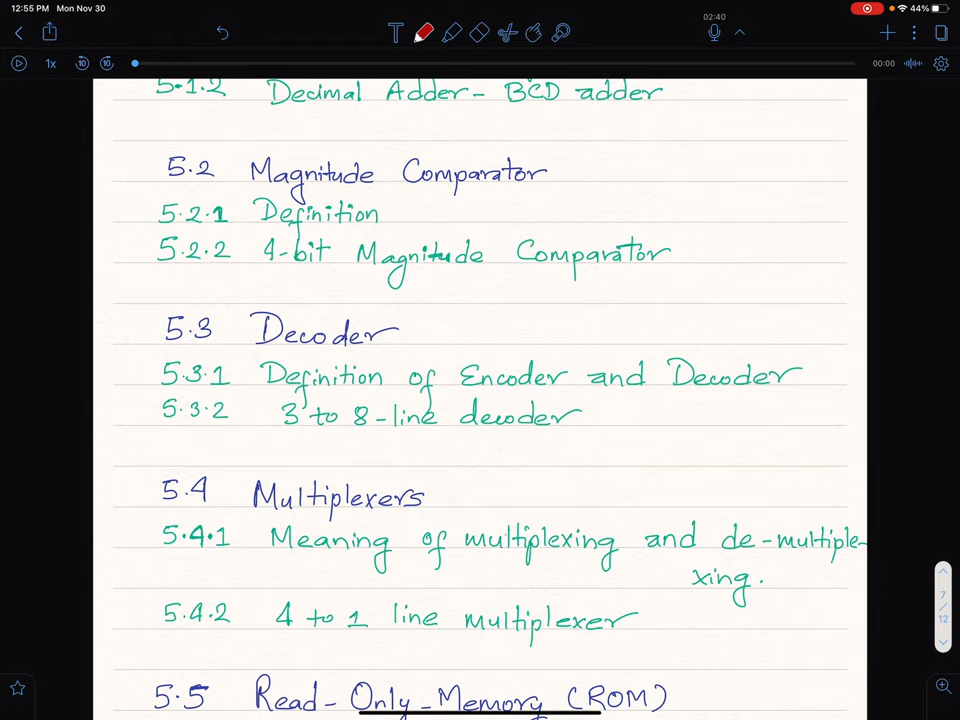 12:55 PM Mon Nov 30
44%
02:40
1x
10
10
00:00
5.1.2 Decimal Adder - BCD adder
5.2 Magnitude Comparator
5.2.1 Definition
5.2.2 4-bit Magnitude Comparator
5.3 Decoder
5.3.1 Definition of Encoder and Decoder
5.3.2 3 to 8-line decoder
5.4 Multiplexers
5.4.1 Meaning of multiplexing and de-multiple-
xing.
5.4.2 4 to 1 line multiplexer
5.5 Read-Only-Memory (ROM)
7
/
12